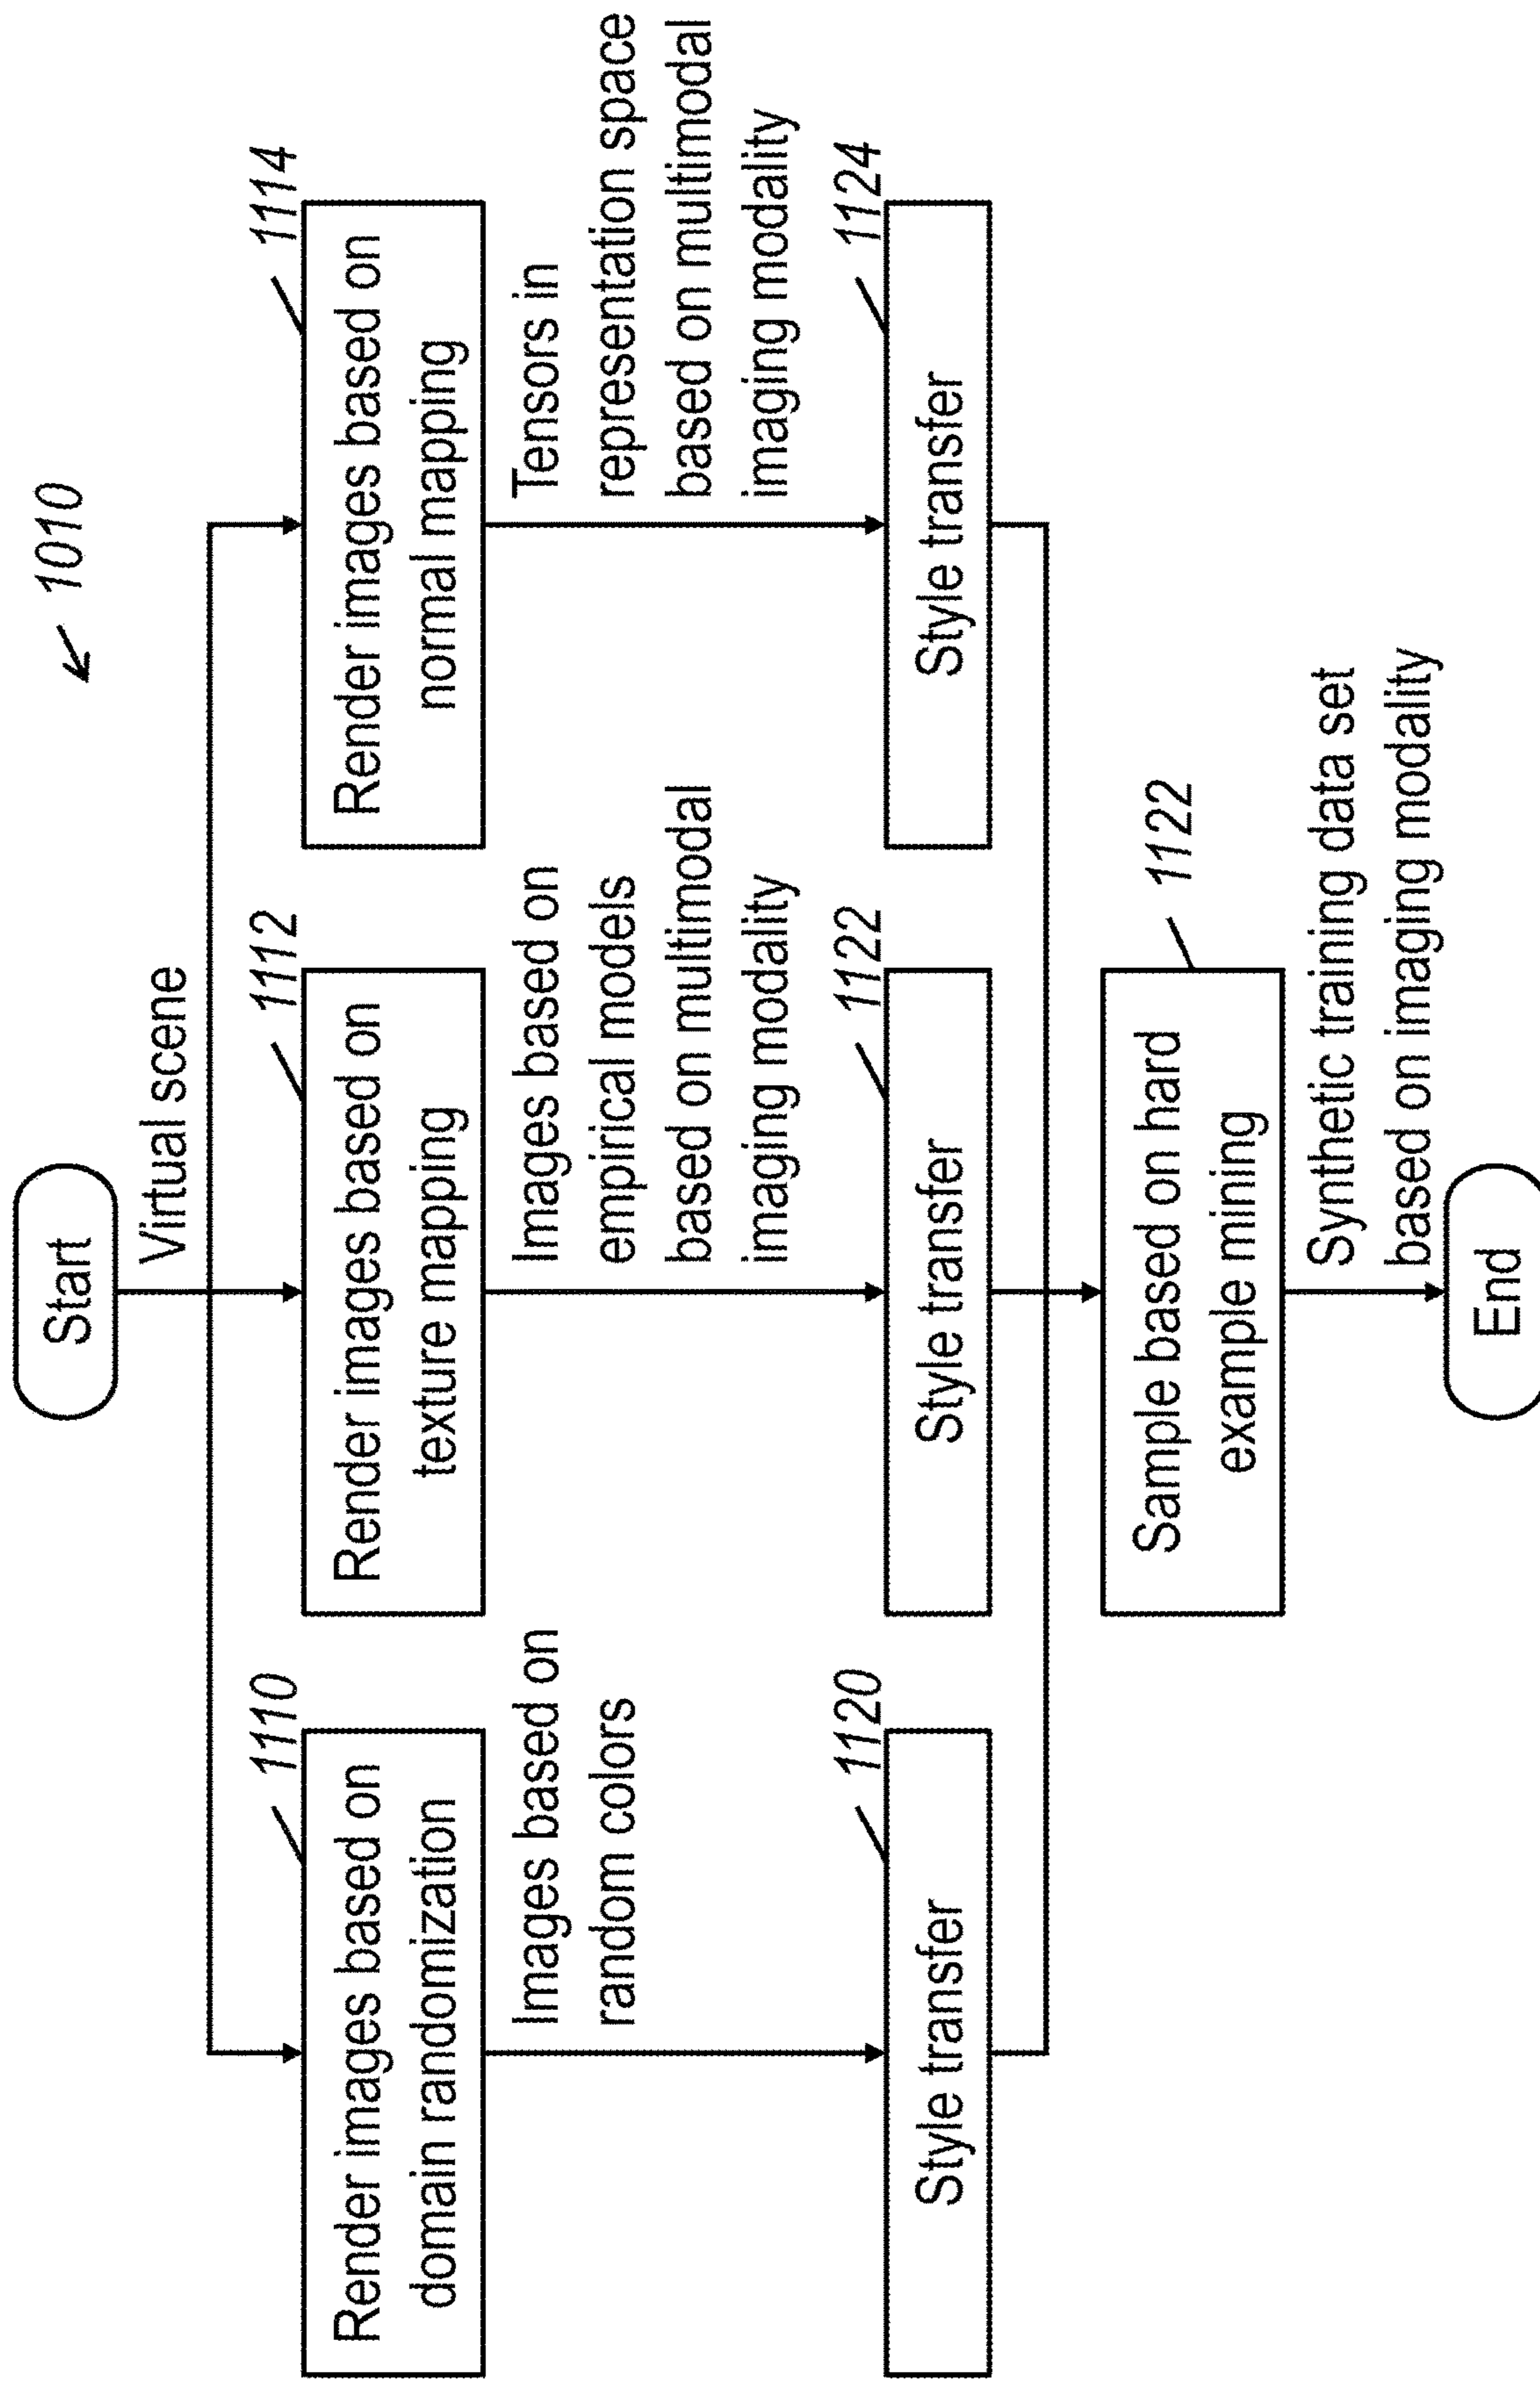 1010
Start
Virtual scene
1110
Render images based on
domain randomization
1112
Render images based on
texture mapping
1114
Render images based on
normal mapping
Images based on
random colors
Images based on
empirical models
based on multimodal
imaging modality
Tensors in
representation space
based on multimodal
imaging modality
1120
Style transfer
1122
Style transfer
1124
Style transfer
1122
Sample based on hard
example mining
Synthetic training data set
based on imaging modality
End